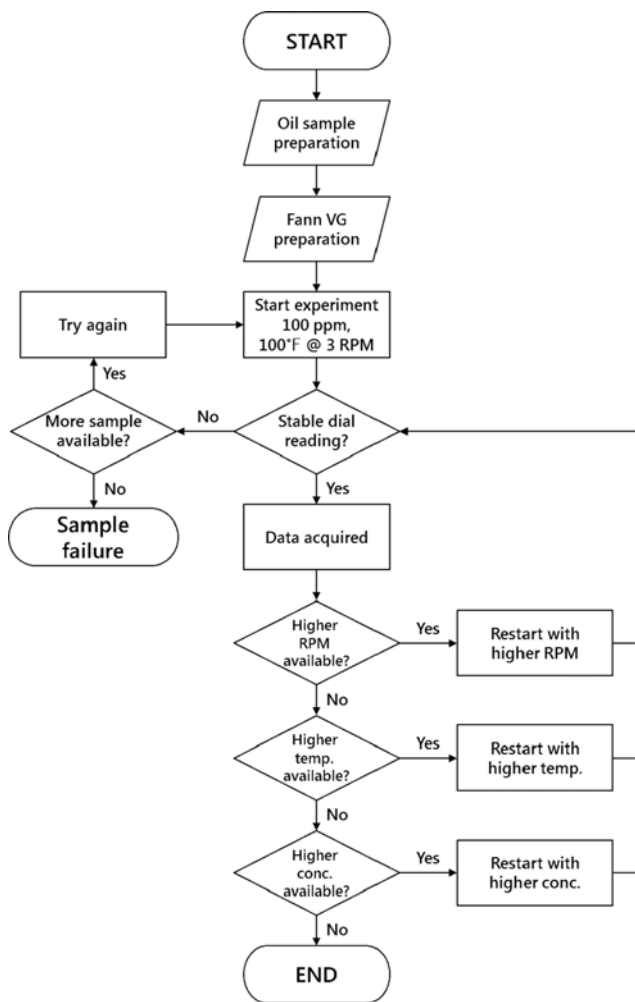 START
Oil sample
preparation
Fann VG
preparation
Try again
Start experiment
100 ppm,
100°F @ 3 RPM
Yes
More sample
available?
No
Stable dial
reading?
No
Yes
Sample
failure
Data acquired
Higher
RPM
available?
Yes
Restart with
higher RPM
No
Higher
temp.
available?
Yes
Restart with
higher temp.
No
Higher
conc.
available?
Yes
Restart with
higher conc.
No
END